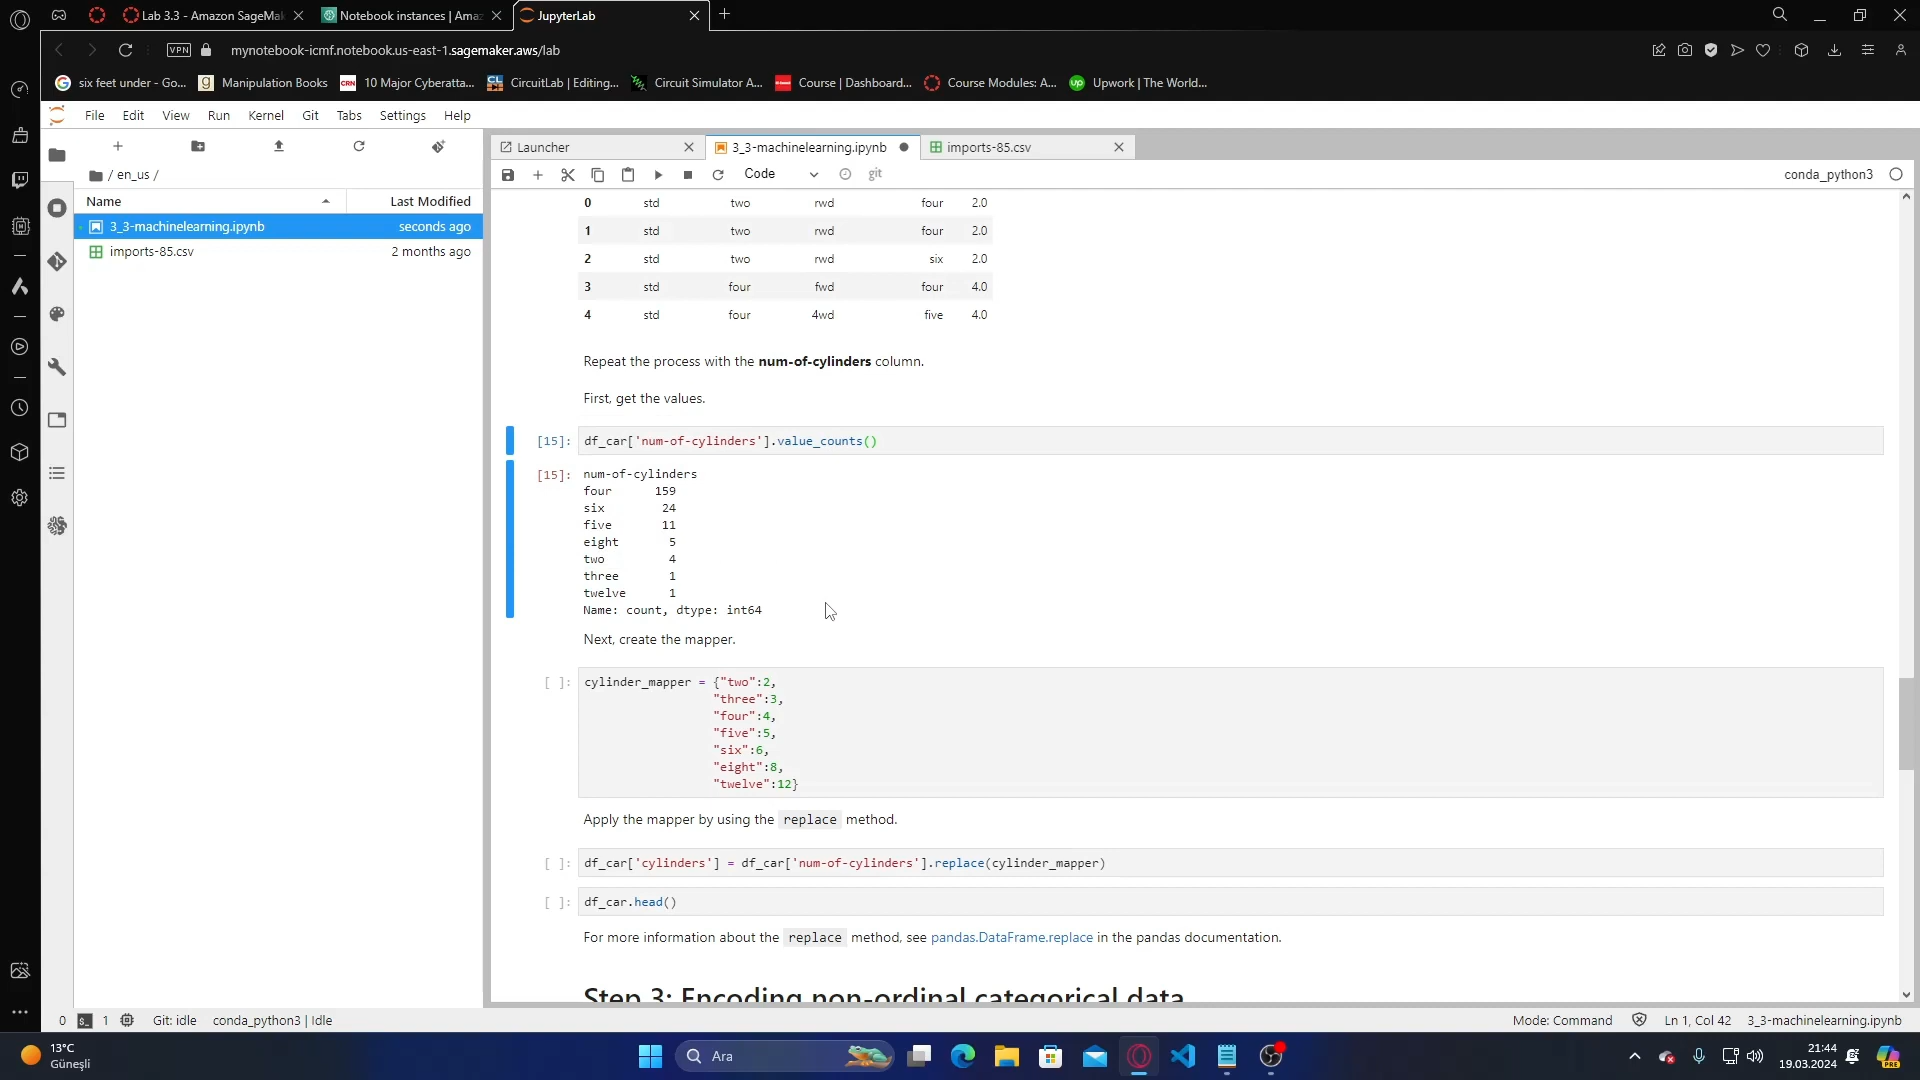 Lab 3.3 - Amazon SageMak
Notebook instances | Amaz
JupyterLab
VPN
mynotebook-icmf.notebook.us-east-1.sagemaker.aws/lab
six feet under - Go...
Manipulation Books
CRN
10 Major Cyberatta...
CL
CircuitLab | Editing...
Circuit Simulator A...
Course | Dashboard...
Course Modules: A...
up
Upwork | The World...
File
Edit
View
Run
Kernel
Git
Tabs
Settings
Help
Launcher
3_3-machinelearning.ipynb
imports-85.csv
/ en_us /
Code
git
conda_python3
Name
Last Modified
3_3-machinelearning.ipynb
seconds ago
imports-85.csv
2 months ago
0 std two rwd four 2.0
1 std two rwd four 2.0
2 std two rwd six 2.0
3 std four fwd four 4.0
4 std four 4wd five 4.0
Repeat the process with the num-of-cylinders column.
First, get the values.
[15]: df_car['num-of-cylinders'].value_counts()
[15]: num-of-cylinders
four 159
six 24
five 11
eight 5
two 4
three 1
twelve 1
Name: count, dtype: int64
Next, create the mapper.
[ ]: cylinder_mapper = {"two":2,
"three":3,
"four":4,
"five":5,
"six":6,
"eight":8,
"twelve":12}
Apply the mapper by using the replace method.
[ ]: df_car['cylinders'] = df_car['num-of-cylinders'].replace(cylinder_mapper)
[ ]: df_car.head()
For more information about the replace method, see pandas.DataFrame.replace in the pandas documentation.
Step 3: Encoding non-ordinal categorical data
0
1
Git: idle
conda_python3 | Idle
Mode: Command
Ln 1, Col 42
3_3-machinelearning.ipynb
13°C
Güneşli
Ara
21:44
19.03.2024
PRE